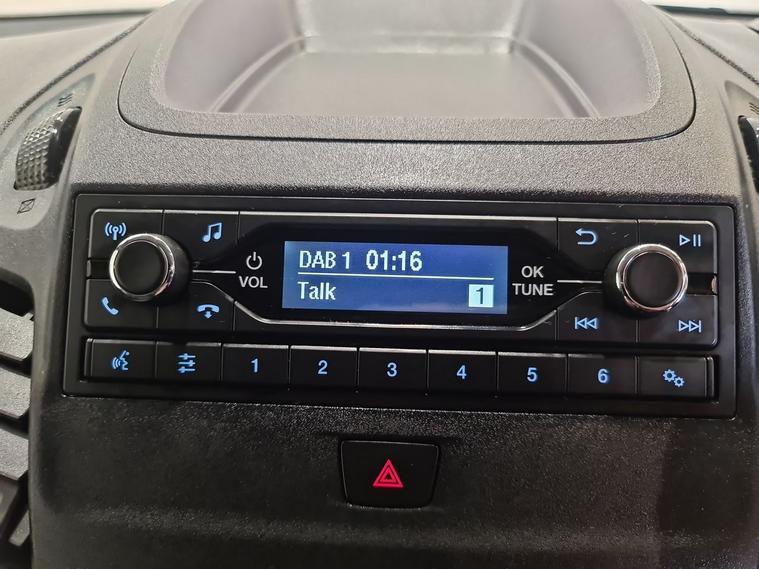 DAB 1 01:16
Talk 1
VOL
OK
TUNE
1 2 3 4 5 6